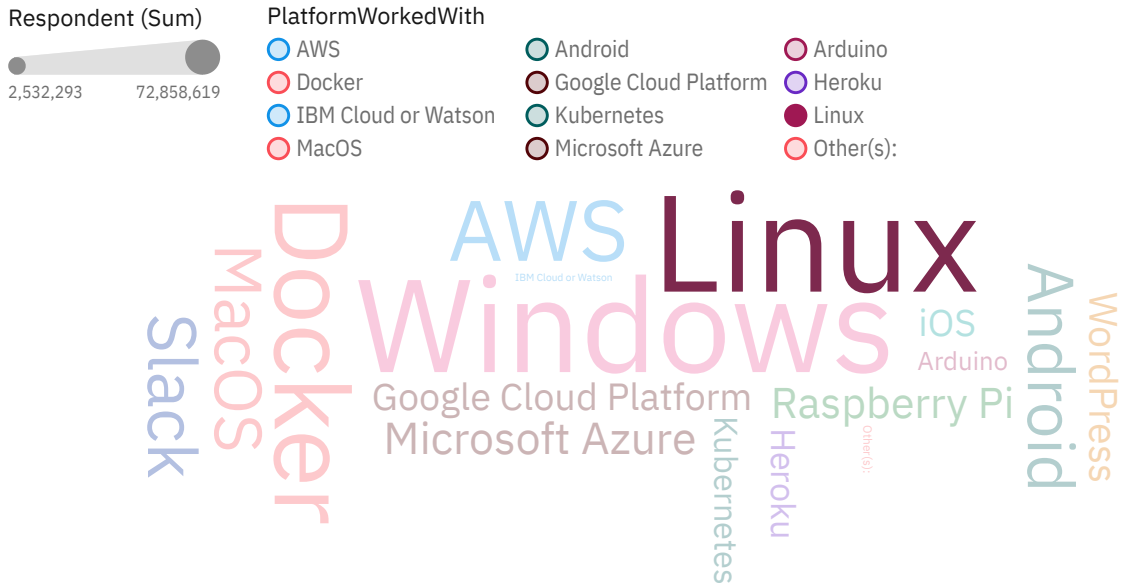 Respondent (Sum)
2,532,293 72,858,619
PlatformWorkedWith
AWS Android Arduino
Docker Google Cloud Platform Heroku
IBM Cloud or Watson Kubernetes Linux
MacOS Microsoft Azure Other(s):
AWS
Linux
Docker
MacOS
Slack
IBM Cloud or Watson
Windows
iOS
Arduino
Android
WordPress
Google Cloud Platform
Raspberry Pi
Microsoft Azure
Kubernetes
Heroku
Other(s):